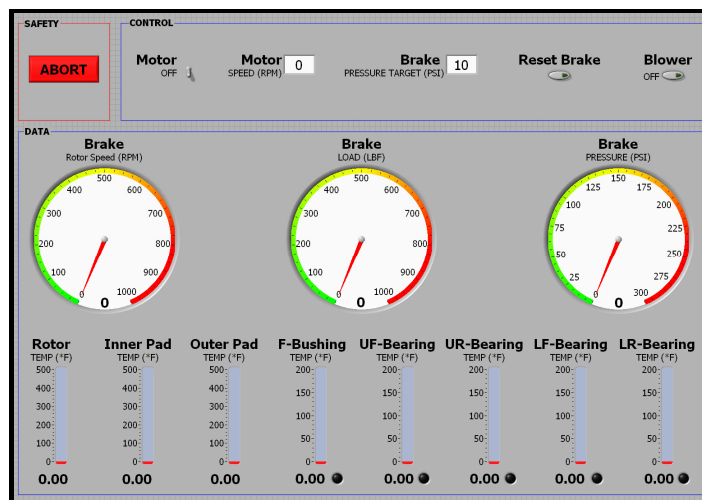 SAFETY
ABORT
CONTROL
Motor
OFF
Motor
SPEED (RPM)
0
Brake
PRESSURE TARGET (PSI)
10
Reset Brake
Blower
OFF
DATA
Brake
Rotor Speed (RPM)
0
100
200
300
400
500
600
700
800
900
1000
0
Brake
LOAD (LBF)
0
100
200
300
400
500
600
700
800
900
1000
0
Brake
PRESSURE (PSI)
0
25
50
75
100
125
150
175
200
225
250
275
300
0
Rotor
TEMP (°F)
500
400
300
200
100
0
0.00
Inner Pad
TEMP (°F)
500
400
300
200
100
0
0.00
Outer Pad
TEMP (°F)
500
400
300
200
100
0
0.00
F-Bushing
TEMP (°F)
200
150
100
50
0
0.00
UF-Bearing
TEMP (°F)
200
150
100
50
0
0.00
UR-Bearing
TEMP (°F)
200
150
100
50
0
0.00
LF-Bearing
TEMP (°F)
200
150
100
50
0
0.00
LR-Bearing
TEMP (°F)
200
150
100
50
0
0.00